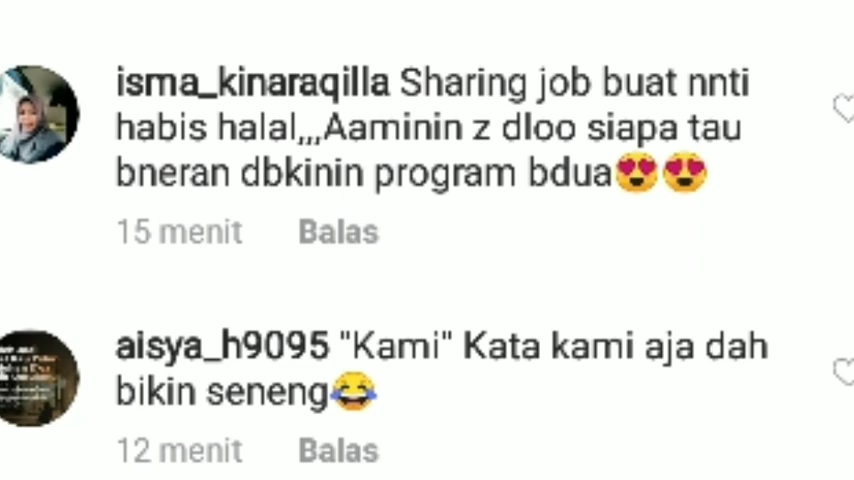 isma_kinaraqilla Sharing job buat nnti
habis halal,,,Aaminin z dloo siapa tau
bneran dbkinin program bdua😍😍
15 menit Balas
aisya_h9095 "Kami" Kata kami aja dah
bikin seneng😂
12 menit Balas